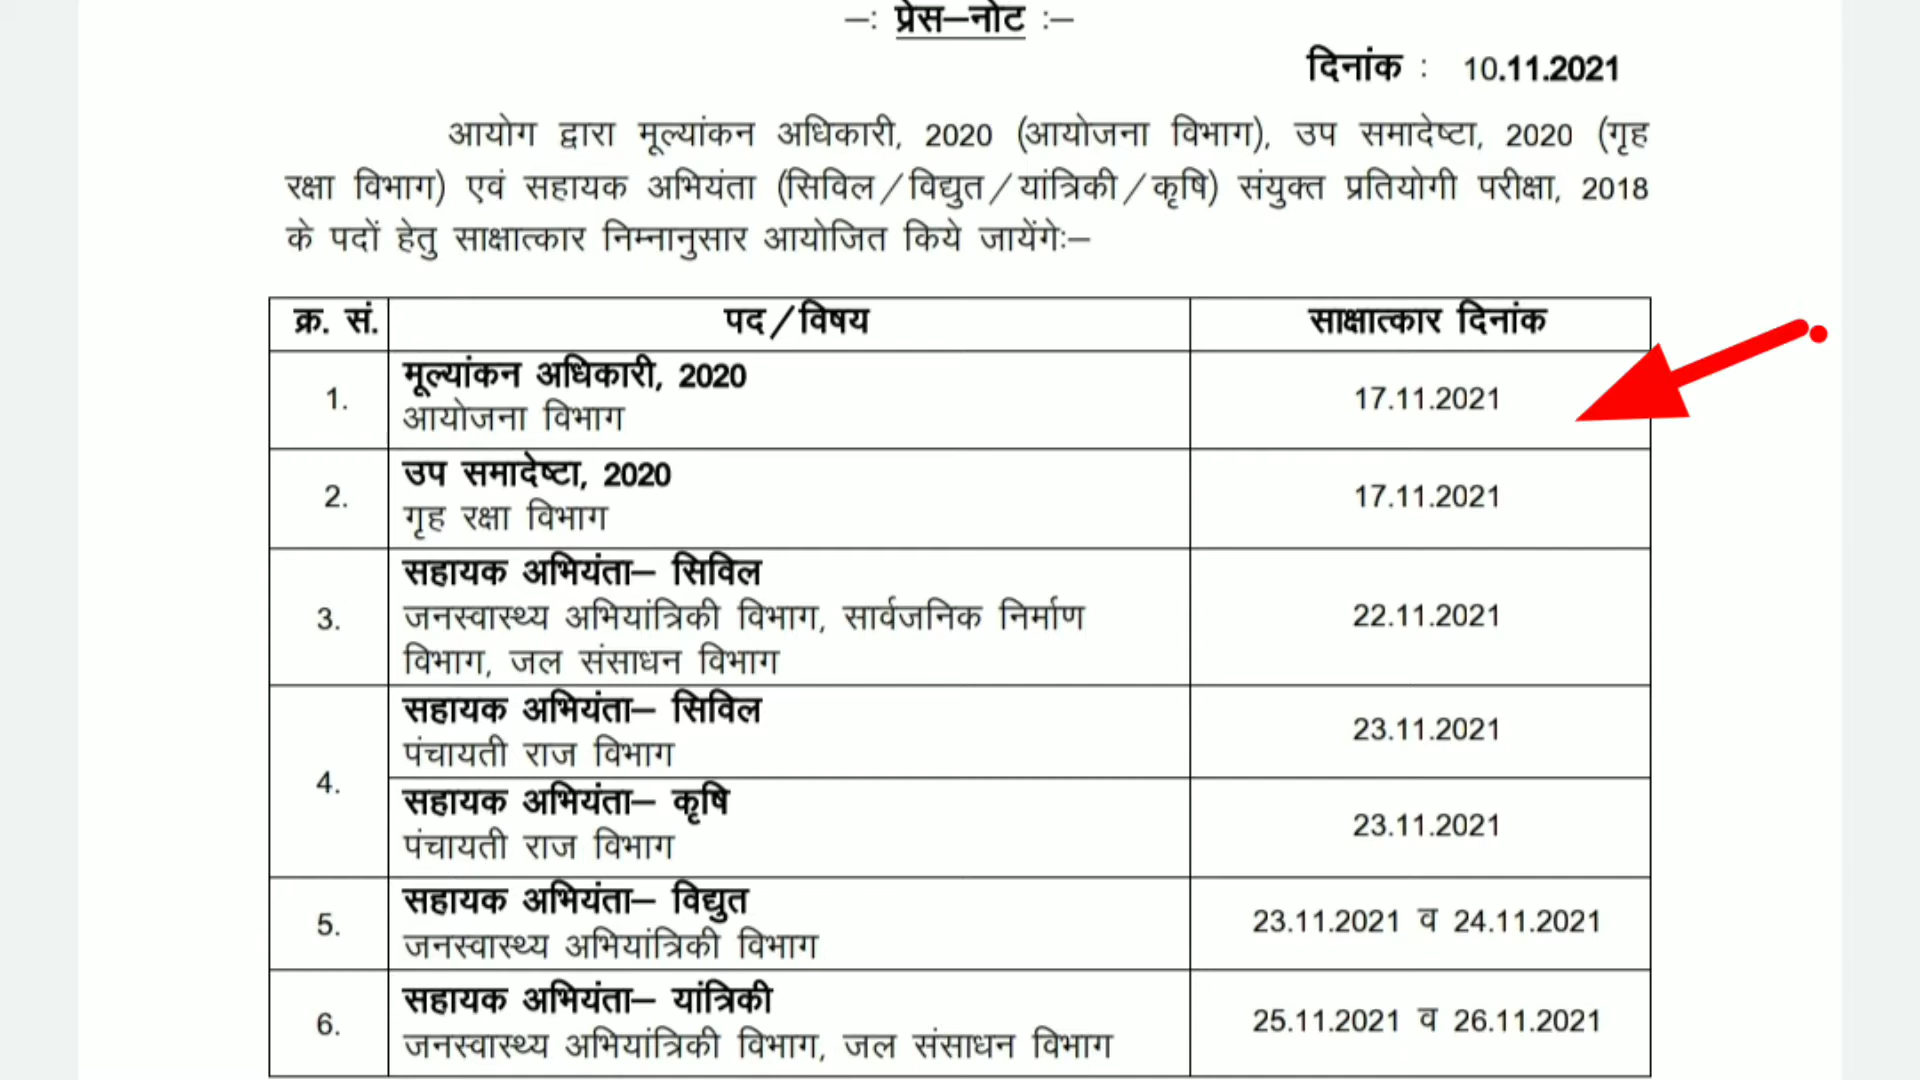 –: प्रेस–नोट :–
दिनांक : 10.11.2021
आयोग द्वारा मूल्यांकन अधिकारी, 2020 (आयोजना विभाग), उप समादेष्टा, 2020 (गृह
रक्षा विभाग) एवं सहायक अभियंता (सिविल/विद्युत/यांत्रिकी/कृषि) संयुक्त प्रतियोगी परीक्षा, 2018
के पदों हेतु साक्षात्कार निम्नानुसार आयोजित किये जायेंगेः–
क्र. सं. पद/विषय साक्षात्कार दिनांक
1. मूल्यांकन अधिकारी, 2020
आयोजना विभाग 17.11.2021
2. उप समादेष्टा, 2020
गृह रक्षा विभाग 17.11.2021
3. सहायक अभियंता– सिविल
जनस्वास्थ्य अभियांत्रिकी विभाग, सार्वजनिक निर्माण
विभाग, जल संसाधन विभाग 22.11.2021
4. सहायक अभियंता– सिविल
पंचायती राज विभाग 23.11.2021
सहायक अभियंता– कृषि
पंचायती राज विभाग 23.11.2021
5. सहायक अभियंता– विद्युत
जनस्वास्थ्य अभियांत्रिकी विभाग 23.11.2021 व 24.11.2021
6. सहायक अभियंता– यांत्रिकी
जनस्वास्थ्य अभियांत्रिकी विभाग, जल संसाधन विभाग 25.11.2021 व 26.11.2021